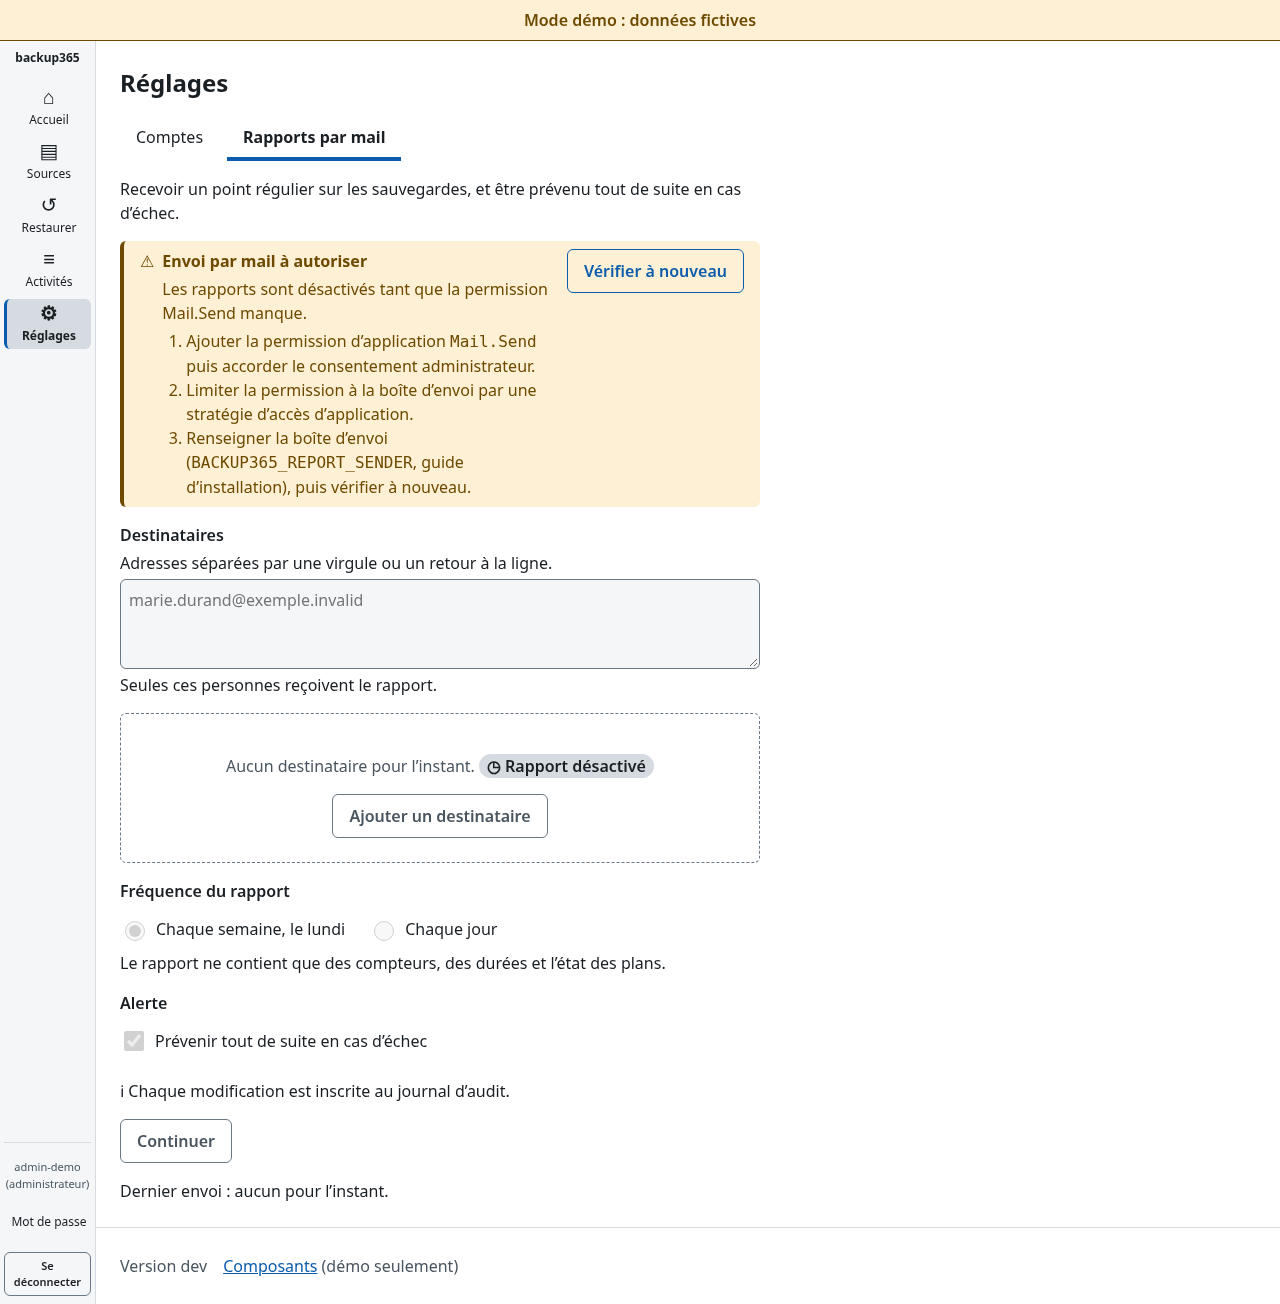 Mode démo : données fictives
backup365
Accueil
Sources
Restaurer
Activités
Réglages
admin-demo
(administrateur)
Mot de passe
Se
déconnecter
Réglages
Comptes
Rapports par mail
Recevoir un point régulier sur les sauvegardes, et être prévenu tout de suite en cas
d’échec.
⚠ Envoi par mail à autoriser
Vérifier à nouveau
Les rapports sont désactivés tant que la permission
Mail.Send manque.
1. Ajouter la permission d’application Mail.Send
puis accorder le consentement administrateur.
2. Limiter la permission à la boîte d’envoi par une
stratégie d’accès d’application.
3. Renseigner la boîte d’envoi
(BACKUP365_REPORT_SENDER, guide
d’installation), puis vérifier à nouveau.
Destinataires
Adresses séparées par une virgule ou un retour à la ligne.
marie.durand@exemple.invalid
Seules ces personnes reçoivent le rapport.
Aucun destinataire pour l’instant. ◷ Rapport désactivé
Ajouter un destinataire
Fréquence du rapport
Chaque semaine, le lundi
Chaque jour
Le rapport ne contient que des compteurs, des durées et l’état des plans.
Alerte
Prévenir tout de suite en cas d’échec
i Chaque modification est inscrite au journal d’audit.
Continuer
Dernier envoi : aucun pour l’instant.
Version dev
Composants (démo seulement)